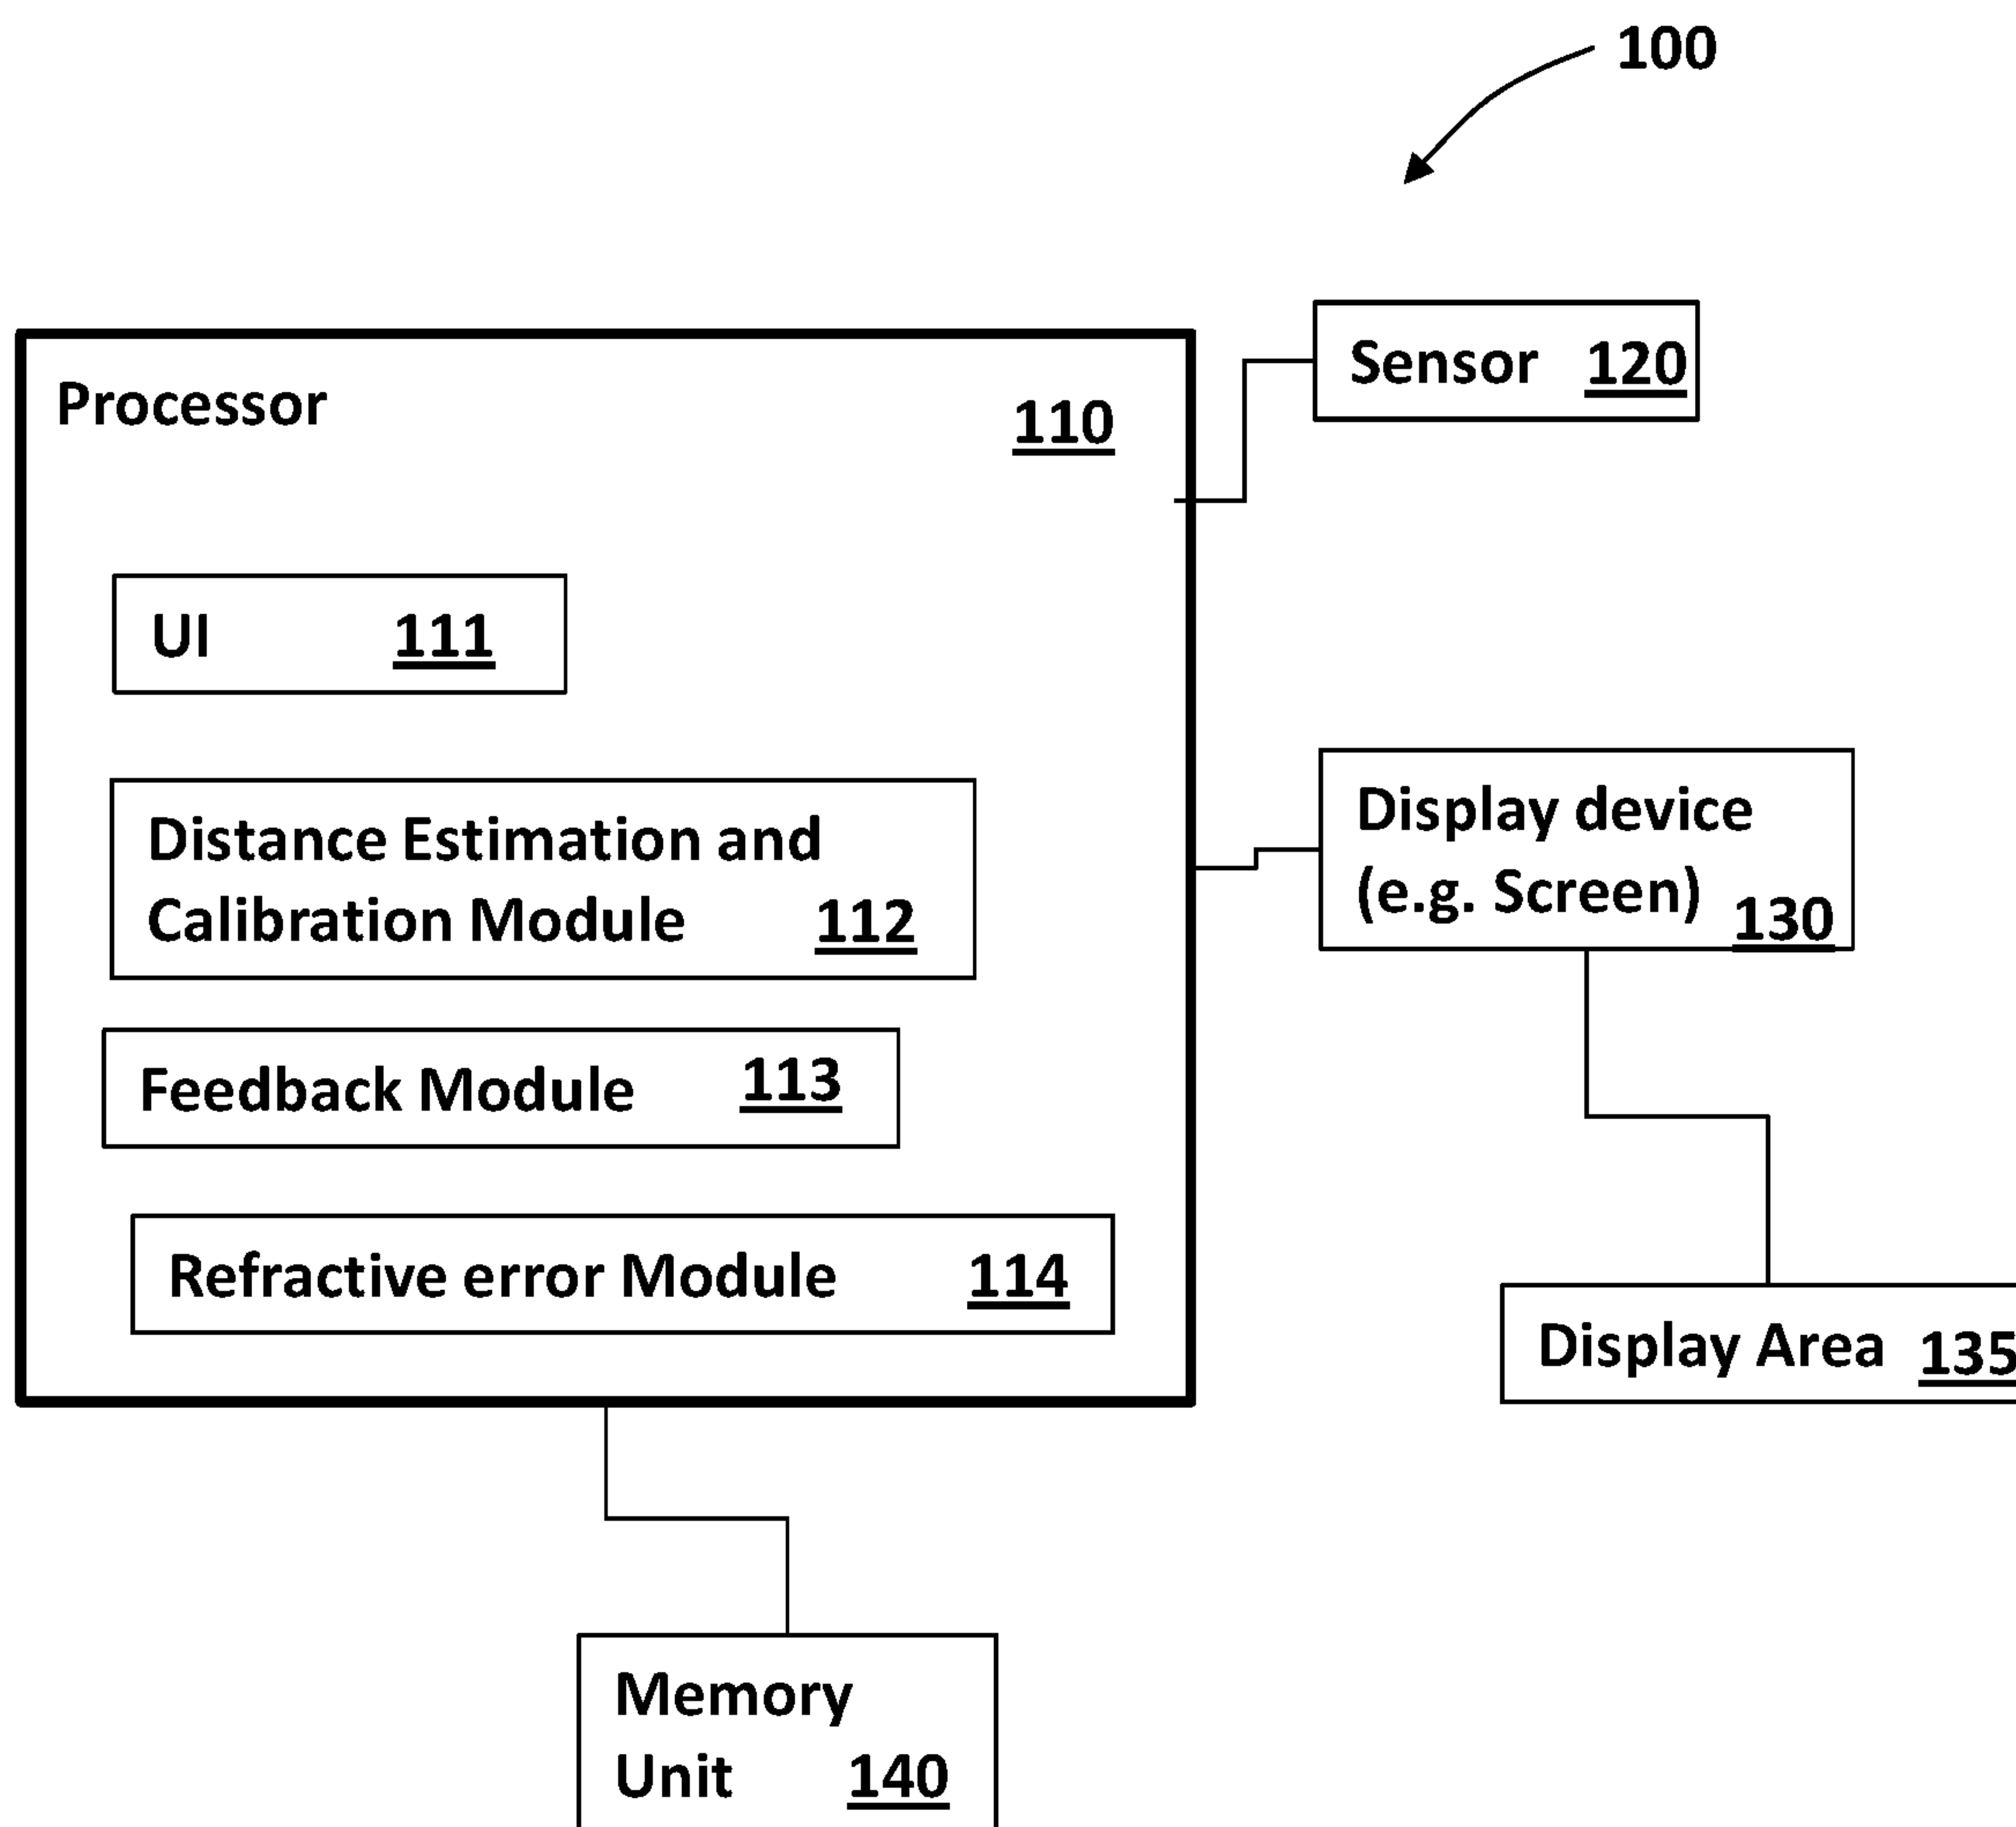 100
Processor
110
Sensor 120
UI 111
Distance Estimation and
Calibration Module 112
Feedback Module 113
Refractive error Module 114
Display device
(e.g. Screen) 130
Display Area 135
Memory
Unit 140